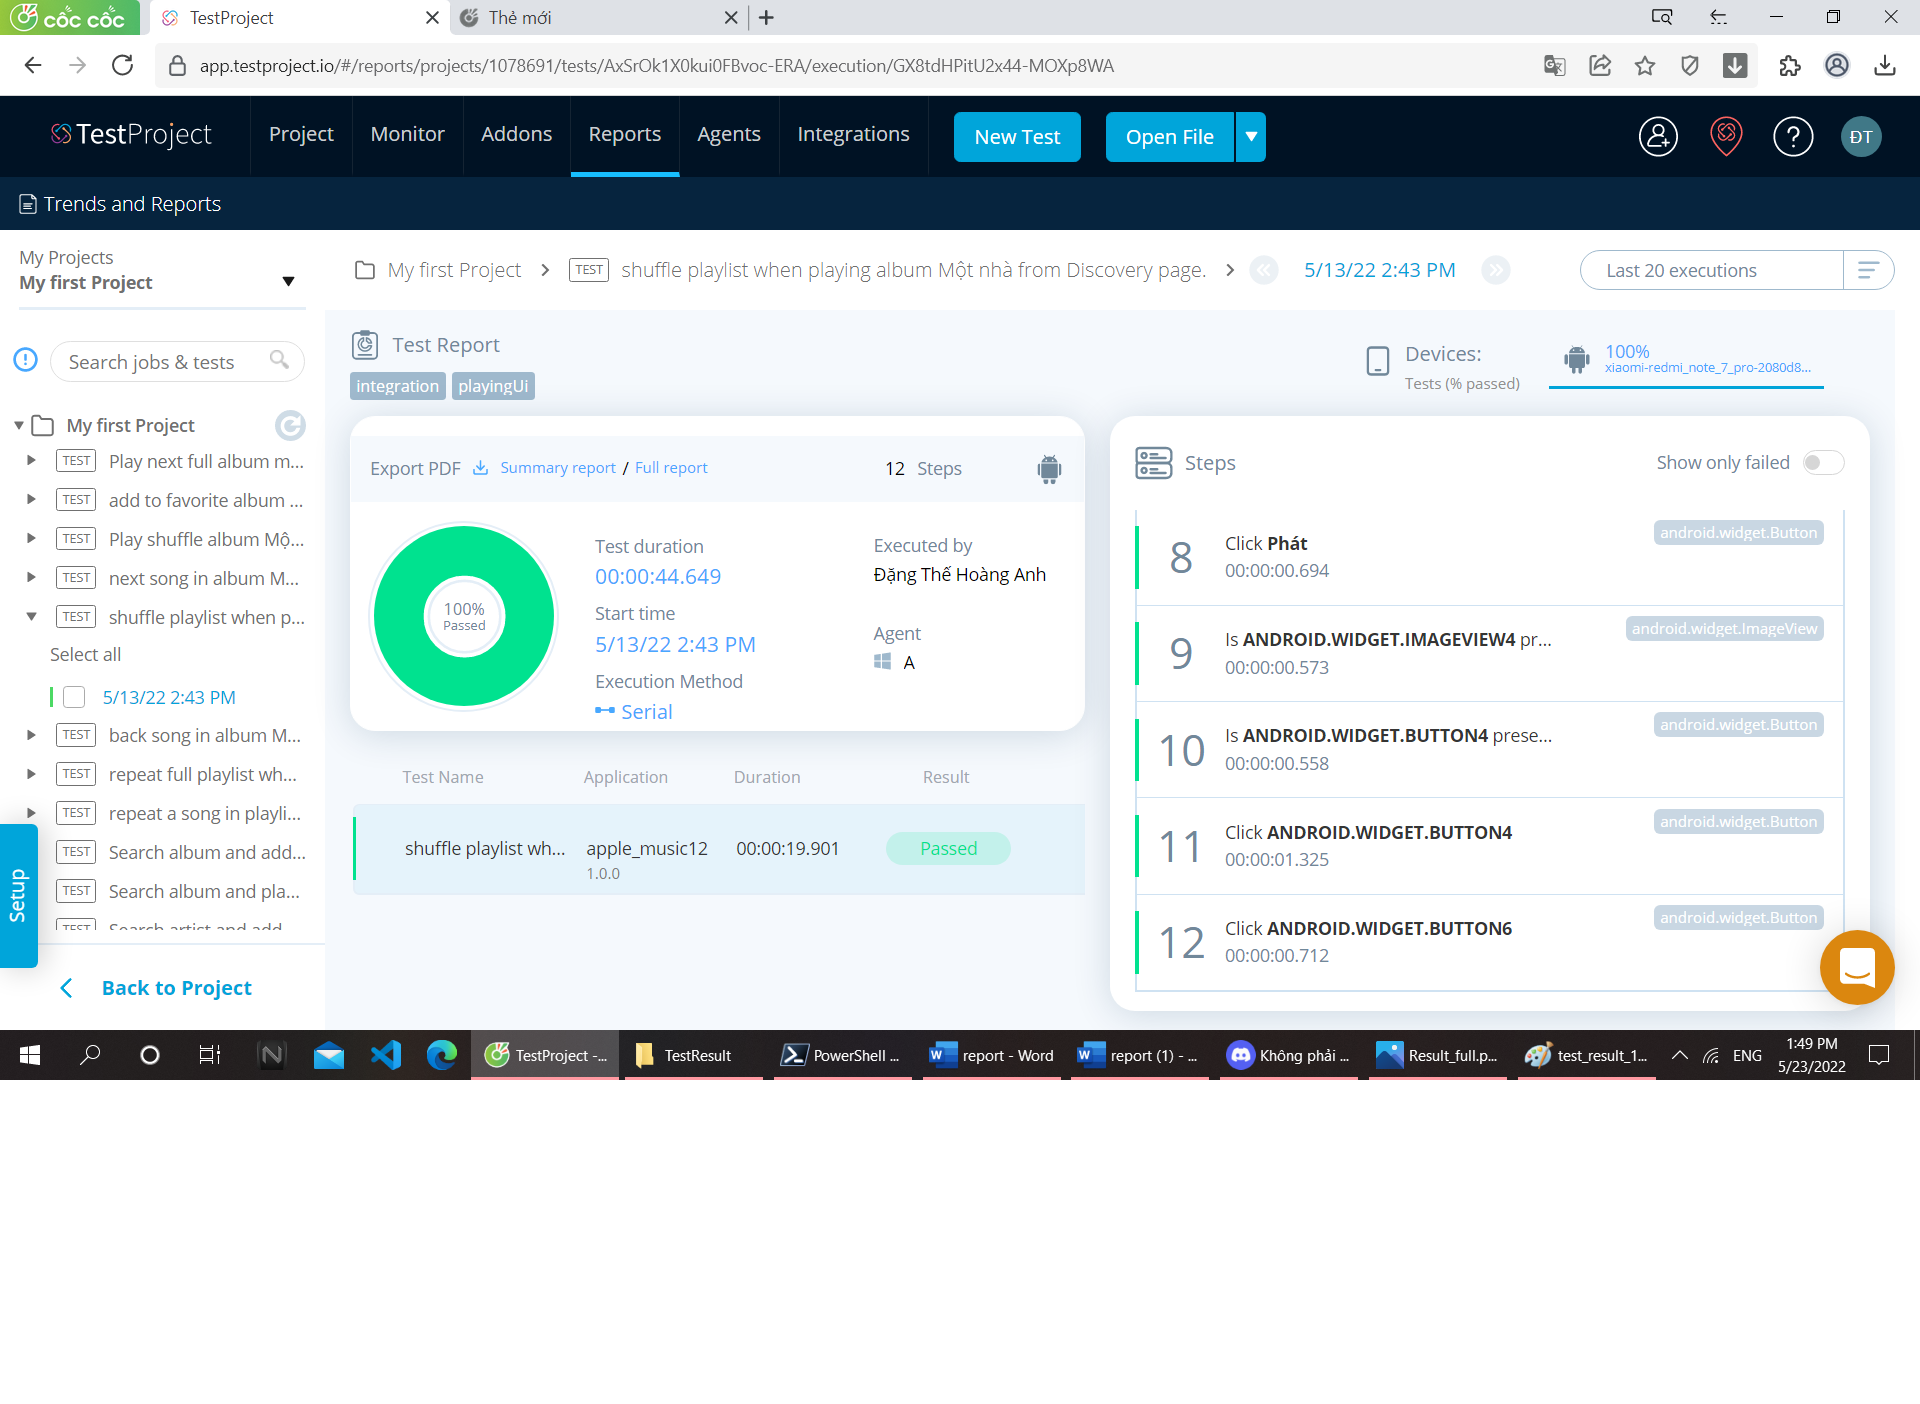 cốc cốc
TestProject
Thẻ mới
app.testproject.io/#/reports/projects/1078691/tests/AxSrOk1X0kui0FBvoc-ERA/execution/GX8tdHPitU2x44-MOXp8WA
TestProject
Project
Monitor
Addons
Reports
Agents
Integrations
New Test
Open File
ĐT
Trends and Reports
My Projects
My first Project
My first Project
TEST
shuffle playlist when playing album Một nhà from Discovery page.
5/13/22 2:43 PM
Last 20 executions
Search jobs & tests
My first Project
TEST Play next full album m...
TEST add to favorite album ...
TEST Play shuffle album Mộ...
TEST next song in album M...
TEST shuffle playlist when p...
Select all
5/13/22 2:43 PM
TEST back song in album M...
TEST repeat full playlist wh...
TEST repeat a song in playli...
TEST Search album and add...
TEST Search album and pla...
TEST Search artist and add
Setup
Back to Project
Test Report
integration playingUi
Devices:
Tests (% passed)
100%
xiaomi-redmi_note_7_pro-2080d8...
Export PDF Summary report / Full report
12 Steps
100%
Passed
Test duration
00:00:44.649
Start time
5/13/22 2:43 PM
Execution Method
Serial
Executed by
Đặng Thế Hoàng Anh
Agent
A
Test Name Application Duration Result
shuffle playlist wh... apple_music12 00:00:19.901 Passed
1.0.0
Steps
Show only failed
8
Click Phát
00:00:00.694
android.widget.Button
9
Is ANDROID.WIDGET.IMAGEVIEW4 pr...
00:00:00.573
android.widget.ImageView
10
Is ANDROID.WIDGET.BUTTON4 prese...
00:00:00.558
android.widget.Button
11
Click ANDROID.WIDGET.BUTTON4
00:00:01.325
android.widget.Button
12
Click ANDROID.WIDGET.BUTTON6
00:00:00.712
android.widget.Button
TestProject -...
TestResult
PowerShell ...
report - Word
report (1) - ...
Không phải ...
Result_full.p...
test_result_1...
ENG
1:49 PM
5/23/2022